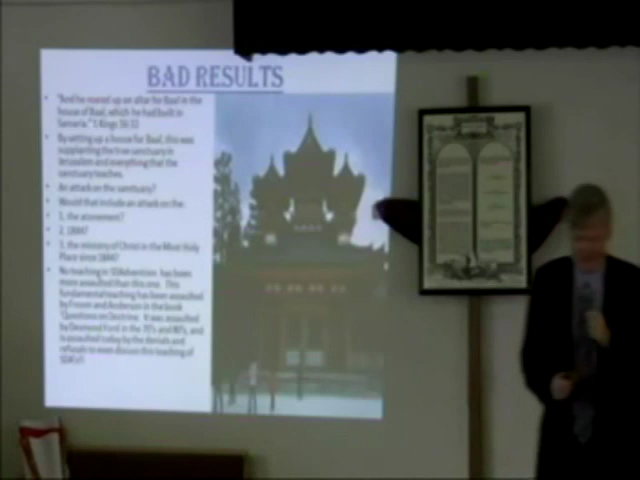 BAD RESULTS
"And he reared up an altar for Baal in the
house of Baal, which he had built in
Samaria." 1 Kings 16:32
By setting up a house for Baal, this was
supplanting the true sanctuary in
Jerusalem and everything that the
sanctuary teaches.
An attack on the sanctuary?
Would that include an attack on the:
1. the atonement?
2. 1844?
3. the ministry of Christ in the Most Holy
Place since 1844?
No teaching in SDAdventism has been
more assaulted than this one. This
fundamental teaching has been assaulted
by Froom and Anderson in the book
'Questions on Doctrine. It was assaulted
by Desmond Ford in the 70's and 80's, and
is assaulted today by the denials and
refusals to even discuss this teaching of
SDA's!!